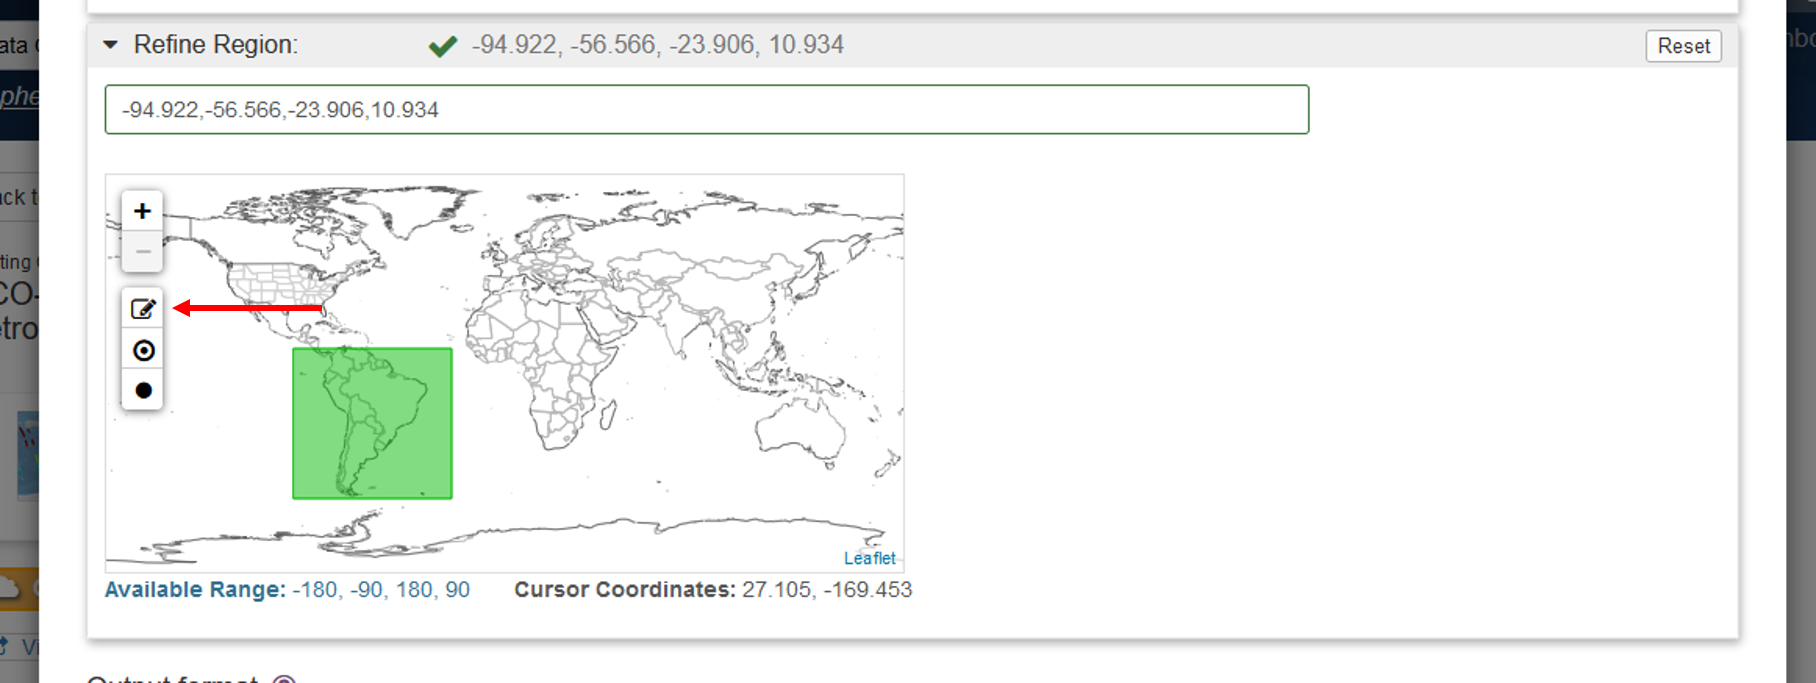 Refine Region: -94.922, -56.566, -23.906, 10.934 Reset
ata
-94.922,-56.566,-23.906,10.934
phe
ck t
+
−
ting
CO-
etro
Leaflet
Available Range: -180, -90, 180, 90 Cursor Coordinates: 27.105, -169.453
Vi